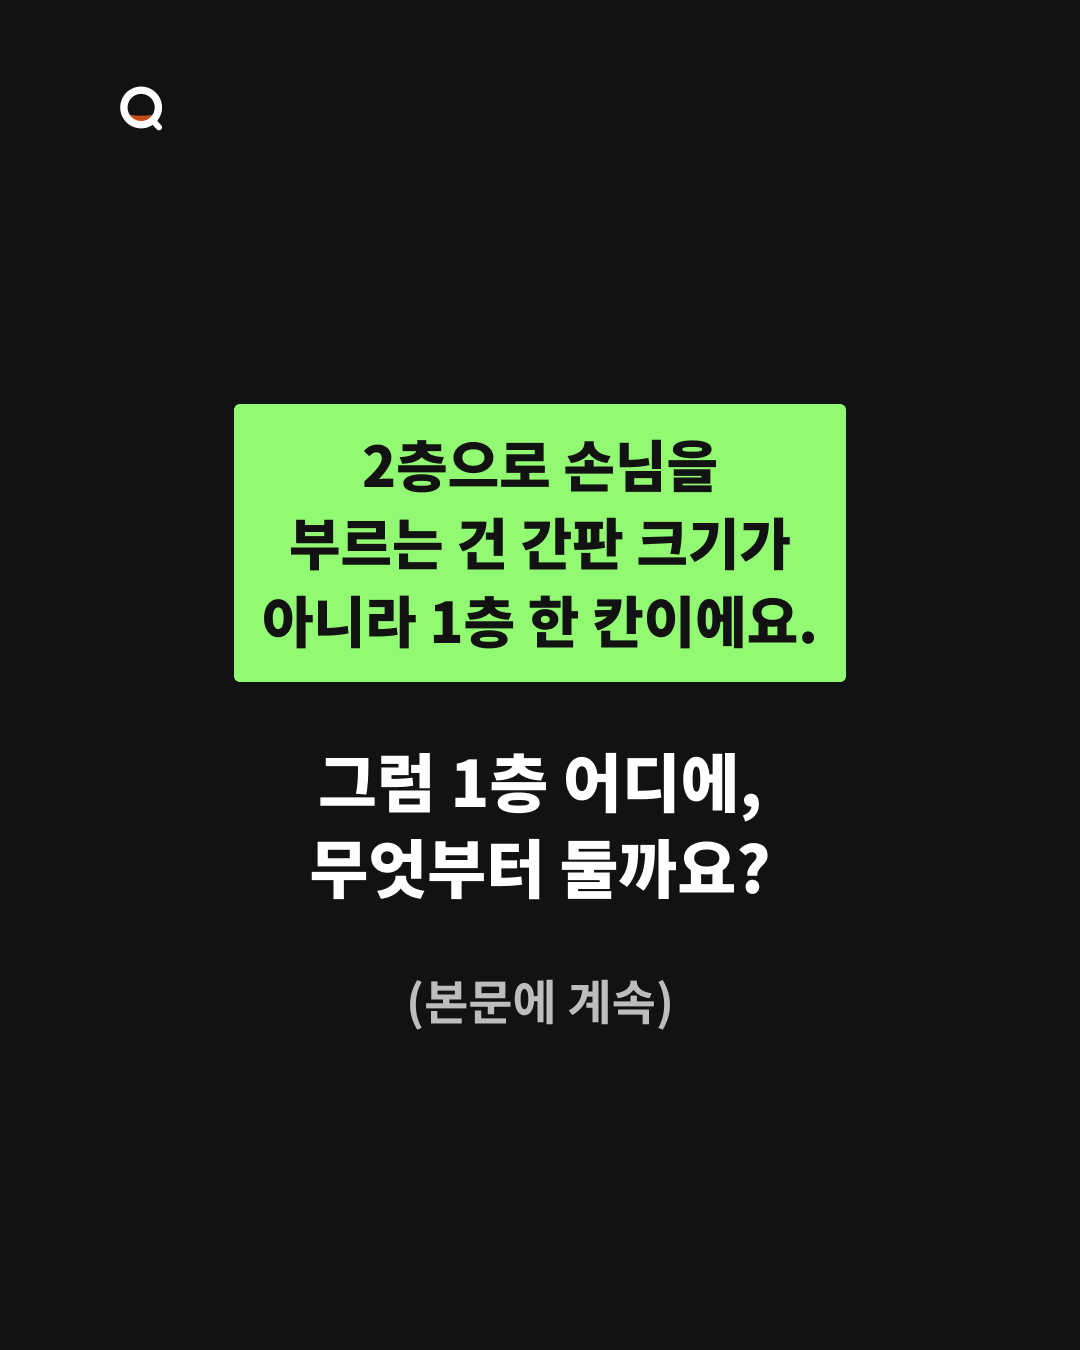 2층으로 손님을
부르는 건 간판 크기가
아니라 1층 한 칸이에요.
그럼 1층 어디에,
무엇부터 둘까요?
(본문에 계속)